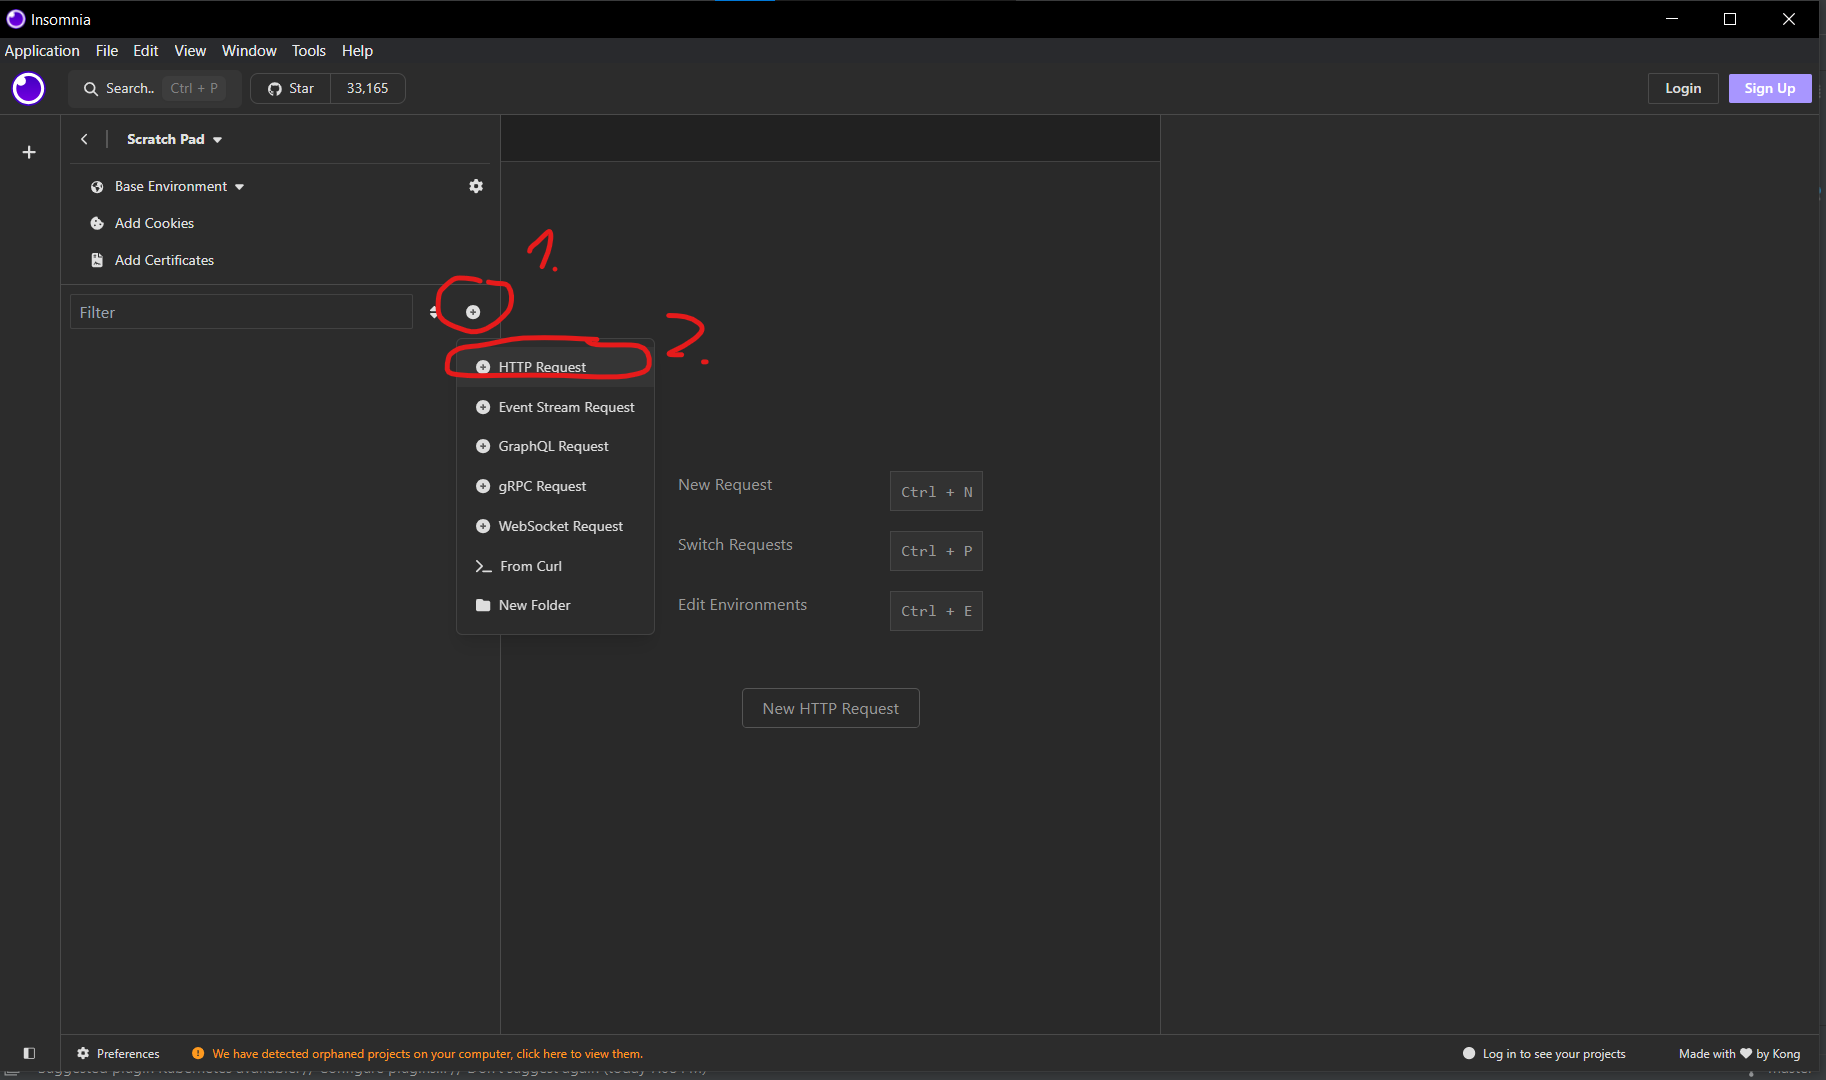 Insomnia
Application File Edit View Window Tools Help
Search.. Ctrl + P Star 33,165 Login Sign Up
Scratch Pad
Base Environment
Add Cookies
Add Certificates
1.
Filter
2.
HTTP Request
Event Stream Request
GraphQL Request
gRPC Request
WebSocket Request
From Curl
New Folder
New Request Ctrl + N
Switch Requests Ctrl + P
Edit Environments Ctrl + E
New HTTP Request
Preferences We have detected orphaned projects on your computer, click here to view them. Log in to see your projects Made with ♥ by Kong